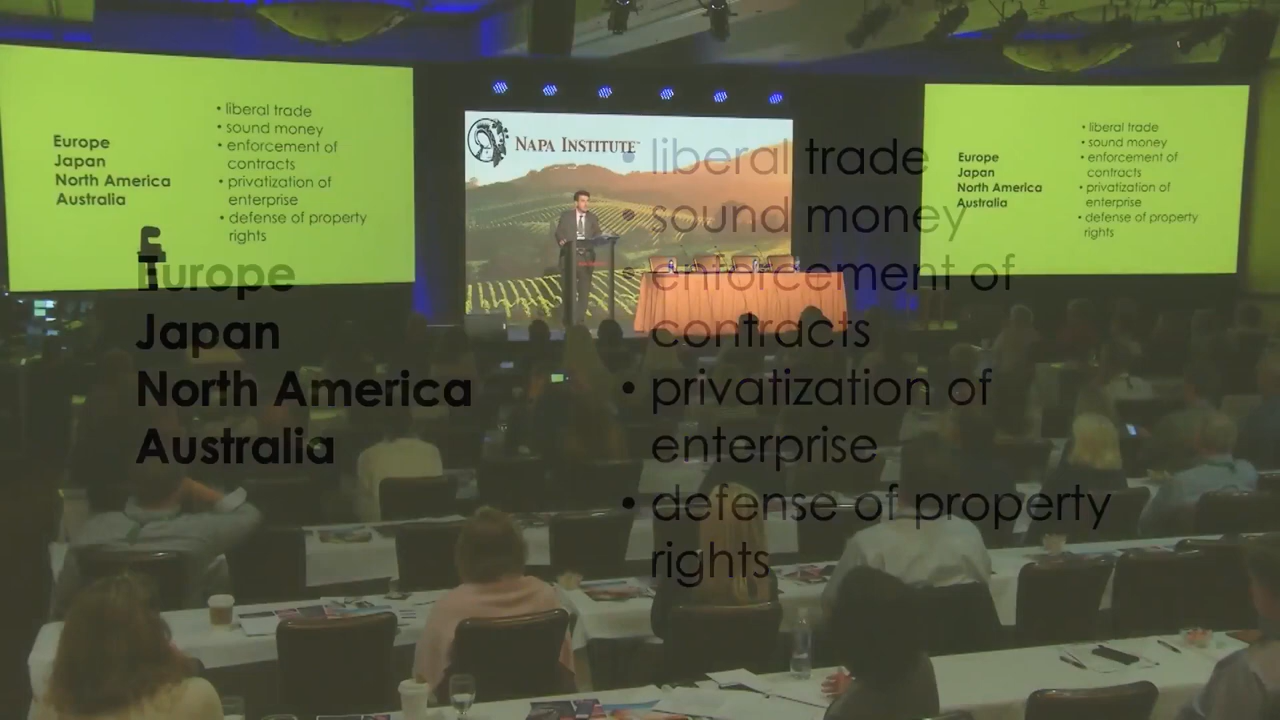 Europe
Japan
North America
Australia
• liberal trade
• sound money
• enforcement of
contracts
• privatization of
enterprise
• defense of property
rights
NAPA INSTITUTE
Europe
Japan
North America
Australia
• liberal trade
• sound money
• enforcement of
contracts
• privatization of
enterprise
• defense of property
rights
f
Europe
Japan
North America
Australia
• liberal trade
• sound money
• enforcement of
contracts
• privatization of
enterprise
• defense of property
rights